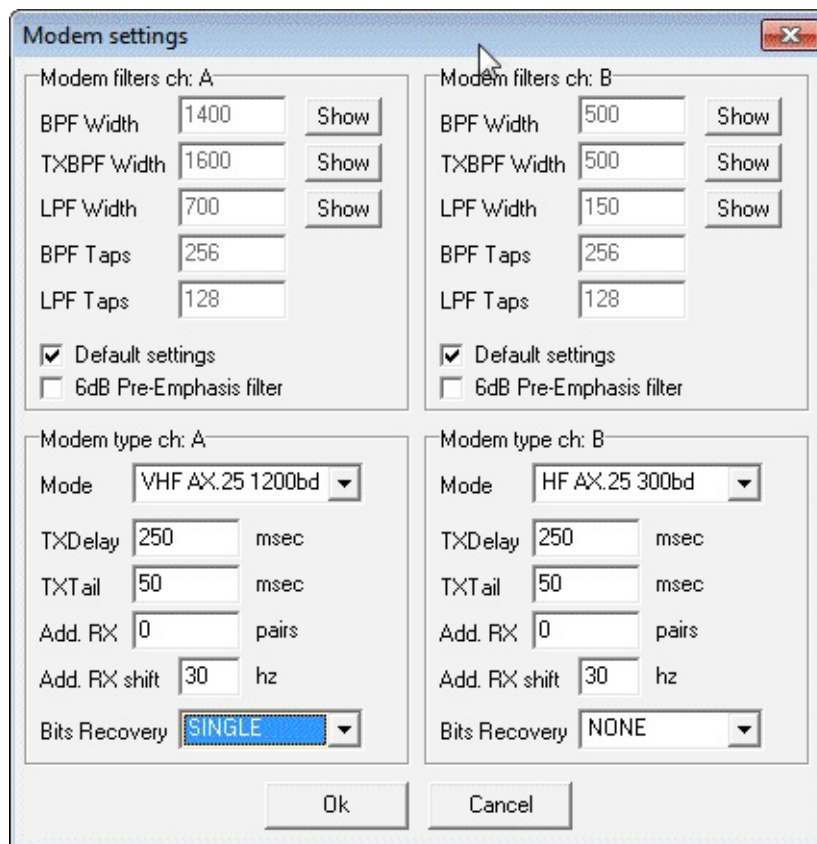 Modem settings
Modem filters ch: A
BPF Width 1400 Show
TXBPF Width 1600 Show
LPF Width 700 Show
BPF Taps 256
LPF Taps 128
Default settings
6dB Pre-Emphasis filter
Modem filters ch: B
BPF Width 500 Show
TXBPF Width 500 Show
LPF Width 150 Show
BPF Taps 256
LPF Taps 128
Default settings
6dB Pre-Emphasis filter
Modem type ch: A
Mode VHF AX.25 1200bd
TXDelay 250 msec
TXTail 50 msec
Add. RX 0 pairs
Add. RX shift 30 hz
Bits Recovery SINGLE
Modem type ch: B
Mode HF AX.25 300bd
TXDelay 250 msec
TXTail 50 msec
Add. RX 0 pairs
Add. RX shift 30 hz
Bits Recovery NONE
Ok Cancel